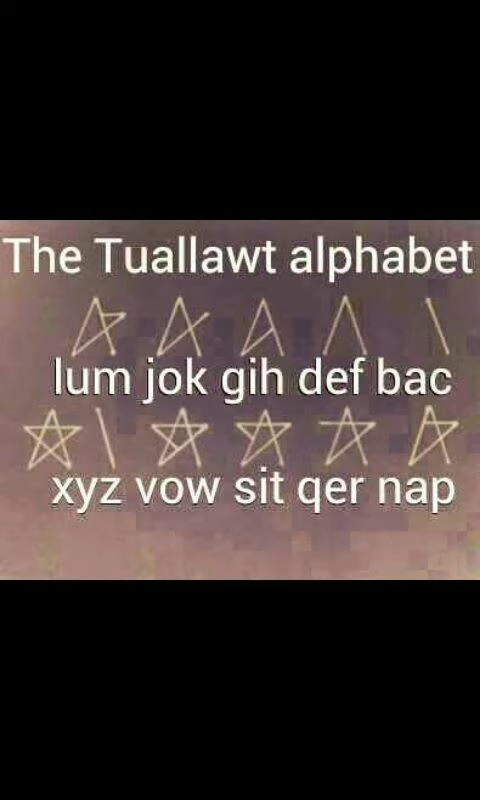 The Tuallawt alphabet
lum jok gih def bac
xyz vow sit qer nap